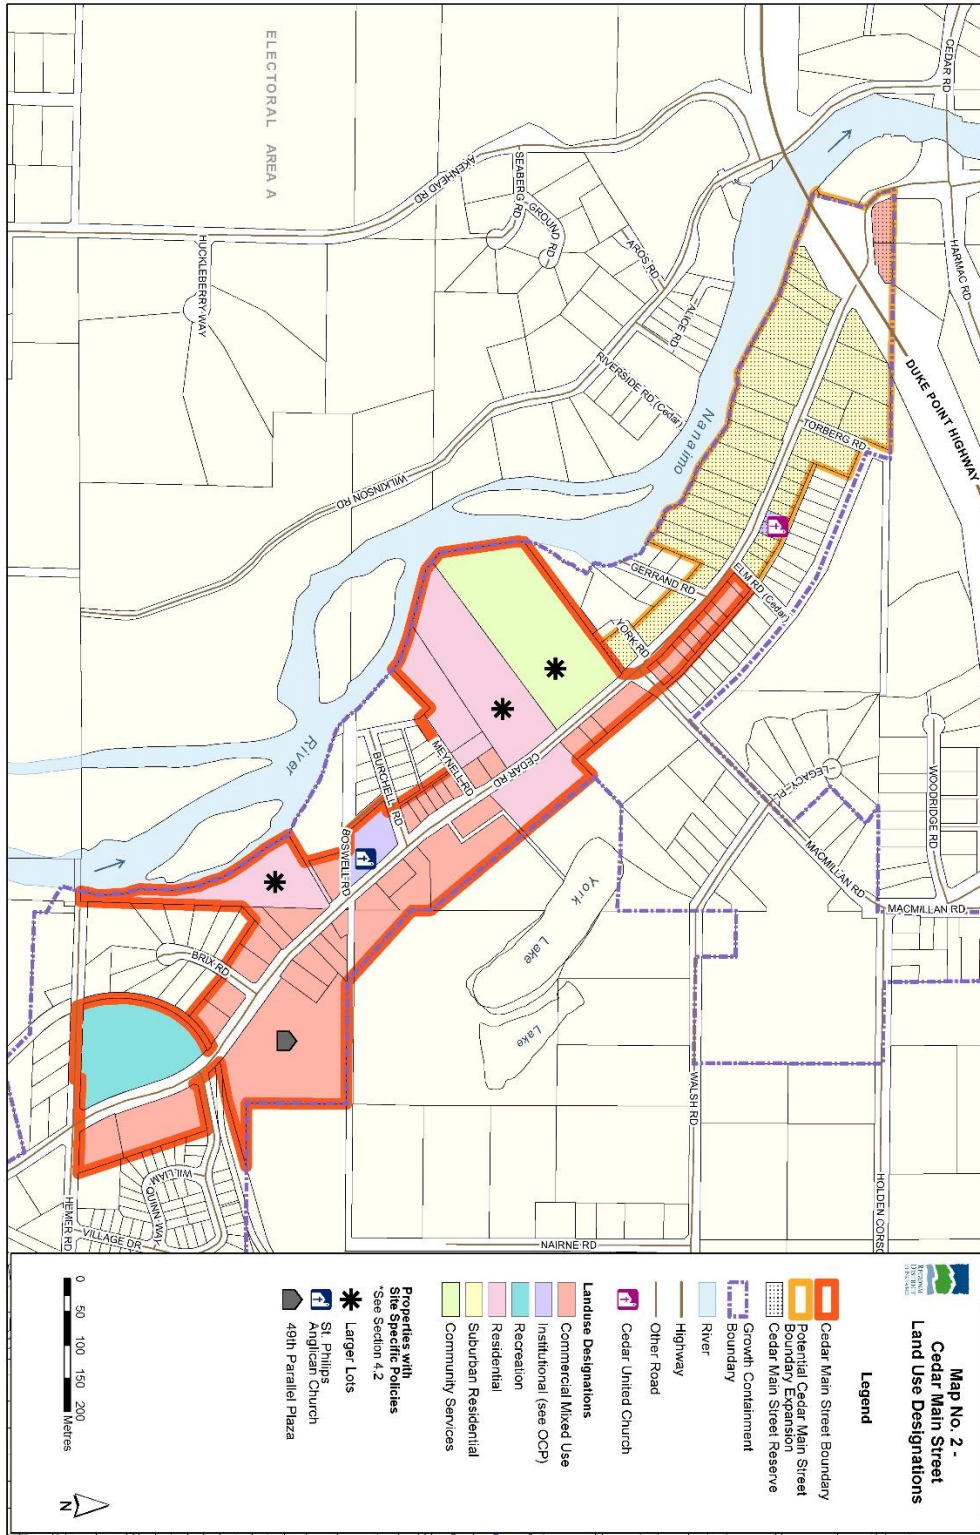 Map No. 2 -
Cedar Main Street
Land Use Designations
REGIONAL
DISTRICT
OF NANAIMO
Legend
Cedar Main Street Boundary
Potential Cedar Main Street
Boundary Expansion
Cedar Main Street Reserve
Growth Containment
Boundary
River
Highway
Other Road
Cedar United Church
Landuse Designations
Commercial Mixed Use
Institutional (see OCP)
Recreation
Residential
Suburban Residential
Community Services
Properties with
Site Specific Policies
*See Section 4.2
Larger Lots
St. Philips
Anglican Church
49th Parallel Plaza
0 50 100 150 200
Metres
N
ELECTORAL AREA A
CEDAR RD
HARMAC RD
DUKE POINT HIGHWAY
AKENHEAD RD
SEABERG RD
GROUND RD
HUCKLEBERRY WAY
AROS RD
ALICE RD
RIVERSIDE RD (Cedar)
WILKINSON RD
Nanaimo
River
TORBERG RD
ELM RD (Cedar)
GERRAND RD
YORK RD
CEDAR RD
MEYNELL RD
BURCHELL RD
BOSWELL RD
BRIX RD
LEGACY PL
WOODRIDGE RD
MACMILLAN RD
MACMILLAN RD
York
Lake
Lake
WALSH RD
HOLDEN CORSO
NAIRNE RD
WILLIAM
QUINN WAY
VILLAGE DR
HEMER RD